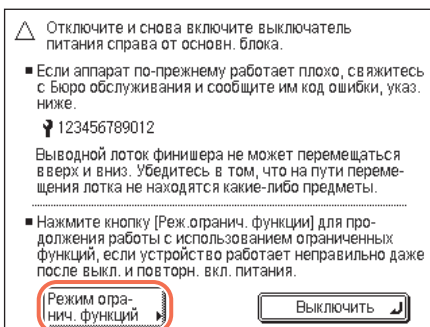 Отключите и снова включите выключатель
питания справа от основн. блока.
■ Если аппарат по-прежнему работает плохо, свяжитесь
с Бюро обслуживания и сообщите им код ошибки, указ.
ниже.
123456789012
Выводной лоток финишера не может перемещаться
вверх и вниз. Убедитесь в том, что на пути переме-
щения лотка не находятся какие-либо предметы.
■ Нажмите кнопку [Реж.огранич. функции] для про-
должения работы с использованием ограниченных
функций, если устройство работает неправильно даже
после выкл. и повторн. вкл. питания.
Режим огра-
нич. функций
Выключить